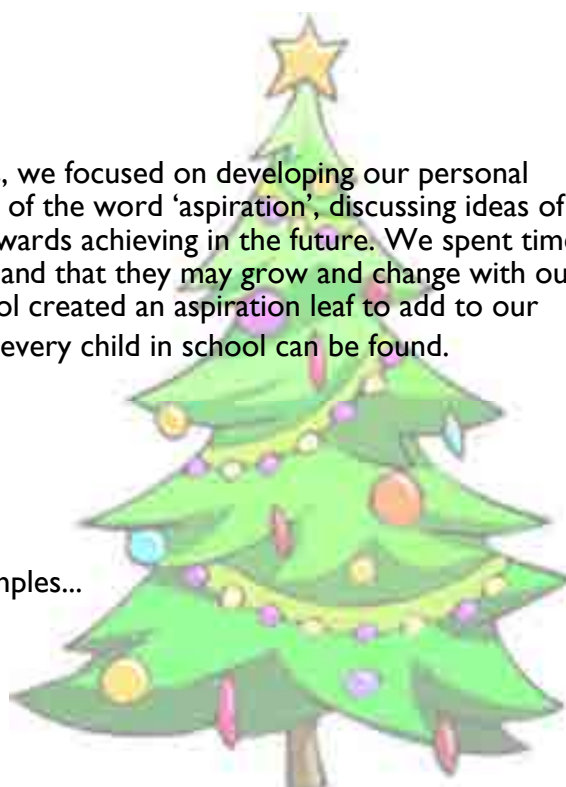 , we focused on developing our personal
of the word ‘aspiration’, discussing ideas of
wards achieving in the future. We spent time
and that they may grow and change with ou
ol created an aspiration leaf to add to our
every child in school can be found.
mples...